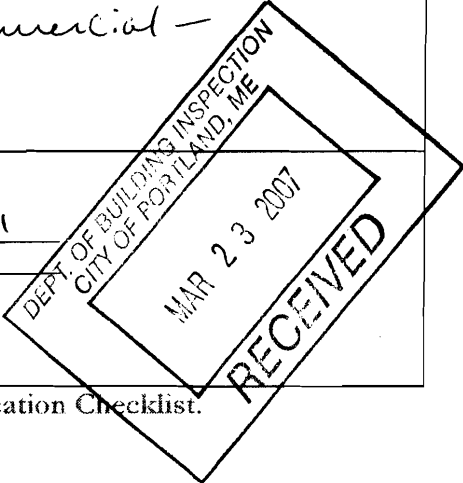 mercial —
DEPT. OF BUILDING INSPECTION
CITY OF PORTLAND, ME
MAR 23 2007
RECEIVED
cation Checklist.